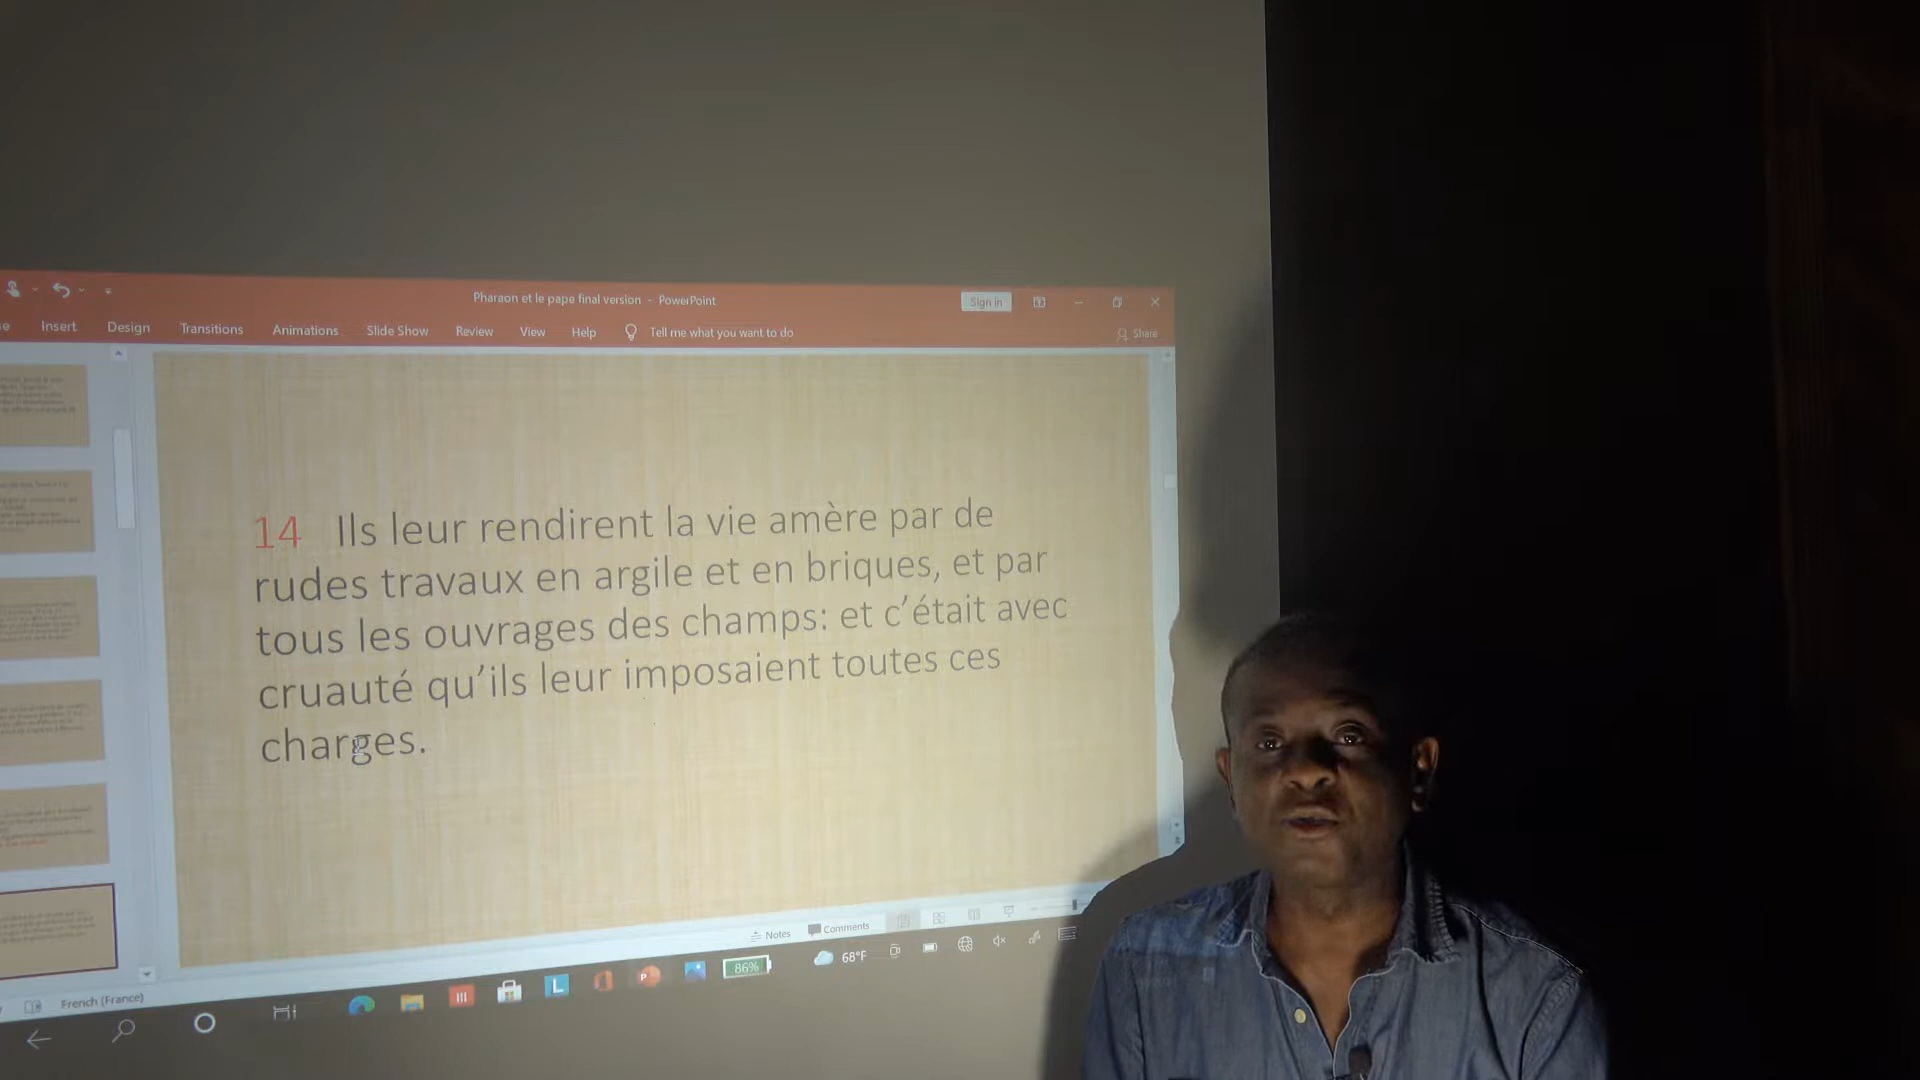 Pharaon et le pape final version - PowerPoint
Sign in
Insert Design Transitions Animations Slide Show Review View Help Tell me what you want to do
Share
14 Ils leur rendirent la vie amère par de
rudes travaux en argile et en briques, et par
tous les ouvrages des champs: et c’était avec
cruauté qu’ils leur imposaient toutes ces
charges.
Notes Comments
French (France)
86% 68°F